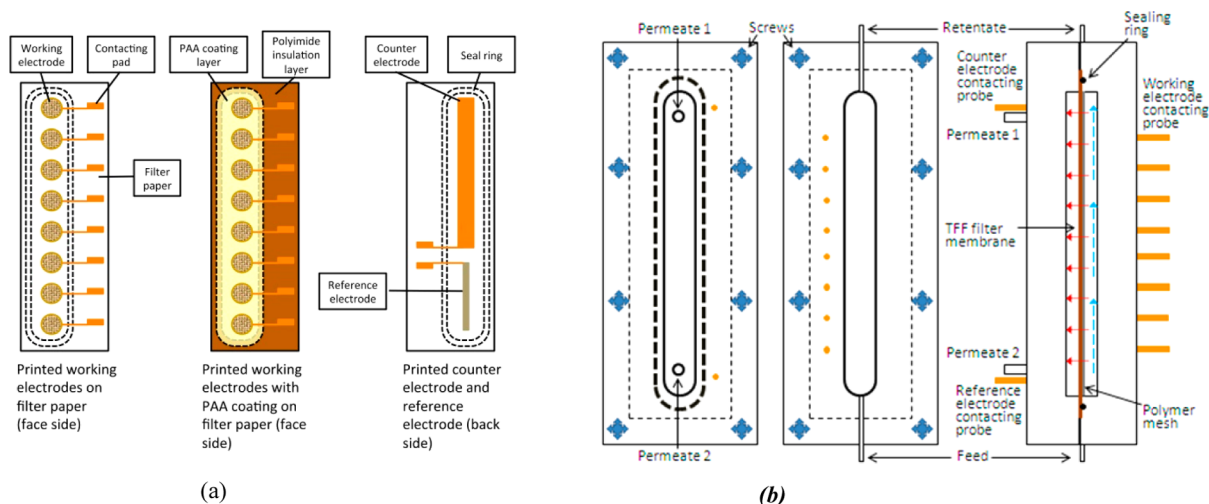 Working
electrode
Contacting
pad
PAA coating
layer
Polyimide
insulation
layer
Counter
electrode
Seal ring
Filter
paper
Reference
electrode
Printed working
electrodes on
filter paper
(face side)
Printed working
electrodes with
PAA coating on
filter paper (face
side)
Printed counter
electrode and
reference
electrode (back
side)
(a)
Permeate 1
Screws
Retentate
Sealing
ring
Counter
electrode
contacting
probe
Working
electrode
contacting
probe
Permeate 1
TFF filter
membrane
Permeate 2
Reference
electrode
contacting
probe
Polymer
mesh
Permeate 2
Feed
(b)